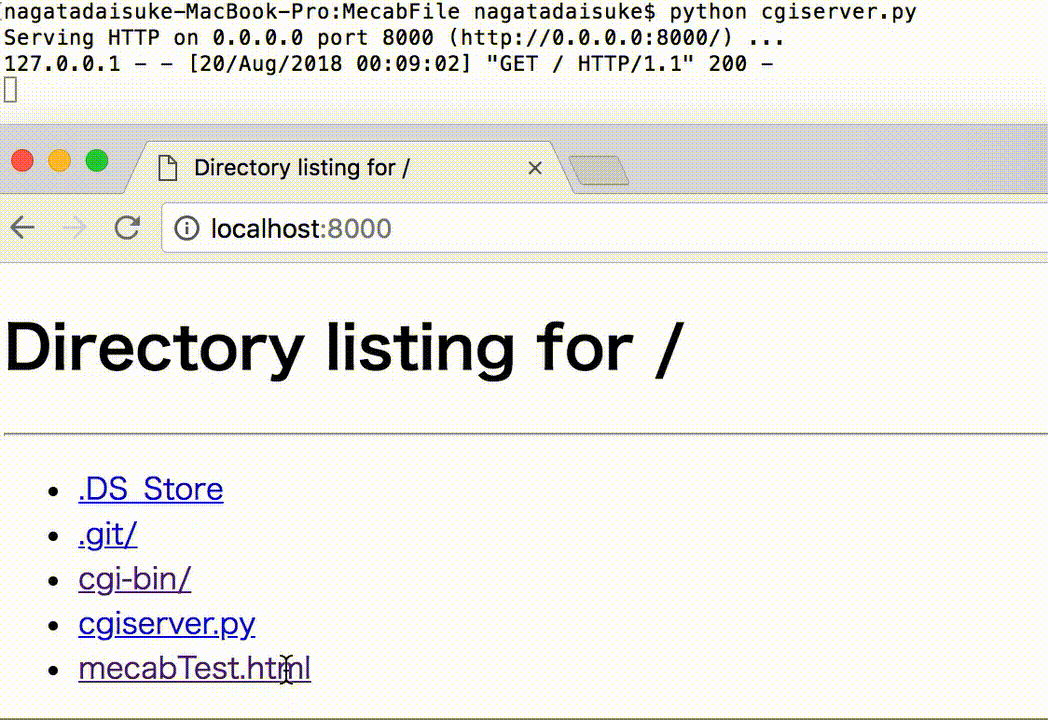 nagatadaisuke-MacBook-Pro:MecabFile nagatadaisuke$ python cgiserver.py
Serving HTTP on 0.0.0.0 port 8000 (http://0.0.0.0:8000/) ...
127.0.0.1 - - [20/Aug/2018 00:09:02] "GET / HTTP/1.1" 200 -
Directory listing for /
localhost:8000
Directory listing for /
.DS_Store
.git/
cgi-bin/
cgiserver.py
mecabTest.html